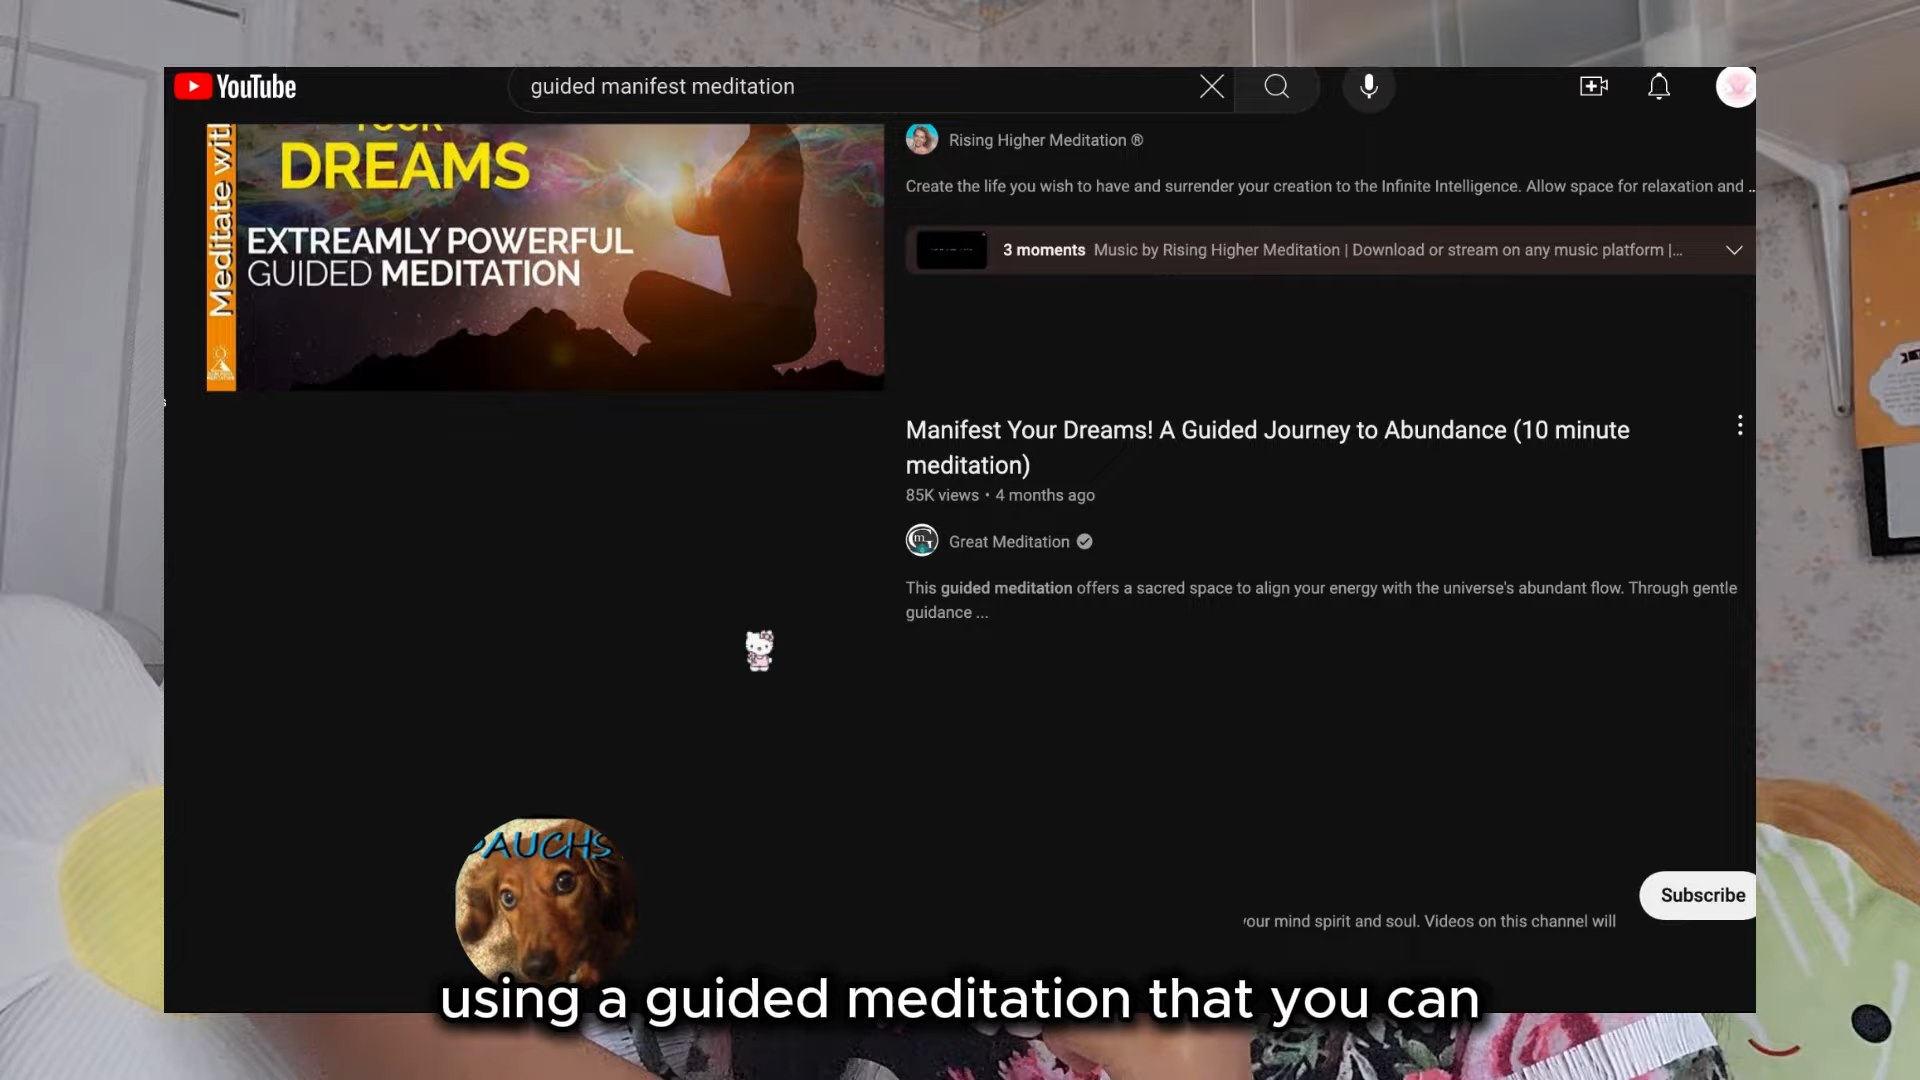 YouTube
guided manifest meditation
YOUR
DREAMS
EXTREAMLY POWERFUL
GUIDED MEDITATION
Meditate with
Rising Higher Meditation ®
Create the life you wish to have and surrender your creation to the Infinite Intelligence. Allow space for relaxation and ..
3 moments Music by Rising Higher Meditation | Download or stream on any music platform |...
Manifest Your Dreams! A Guided Journey to Abundance (10 minute
meditation)
85K views • 4 months ago
Great Meditation
This guided meditation offers a sacred space to align your energy with the universe's abundant flow. Through gentle
guidance ...
Subscribe
your mind spirit and soul. Videos on this channel will
using a guided meditation that you can